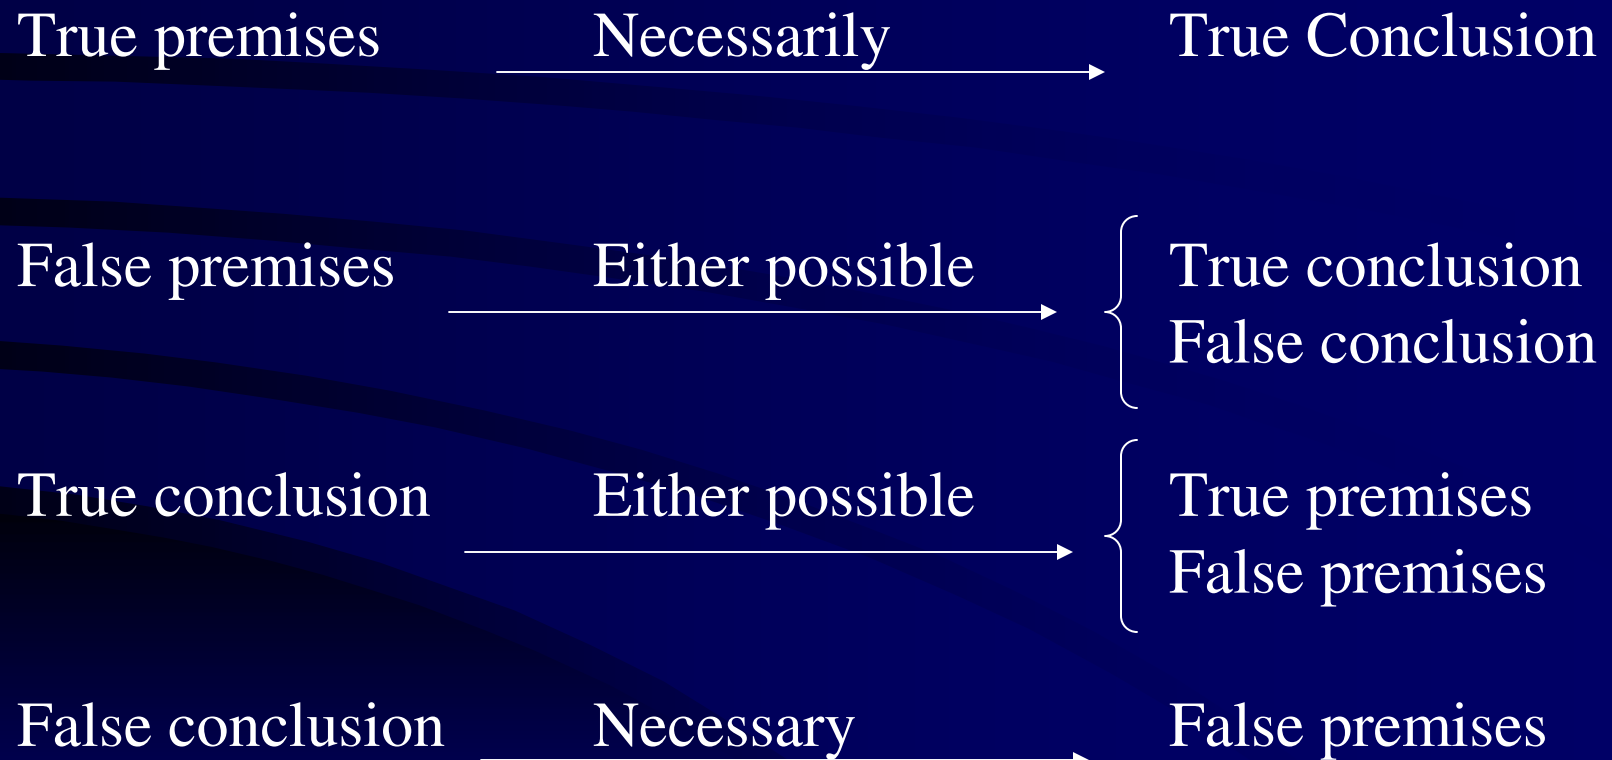 True premises Necessarily True Conclusion
False premises Either possible True conclusion
False conclusion
True conclusion Either possible True premises
False premises
False conclusion Necessary False premises